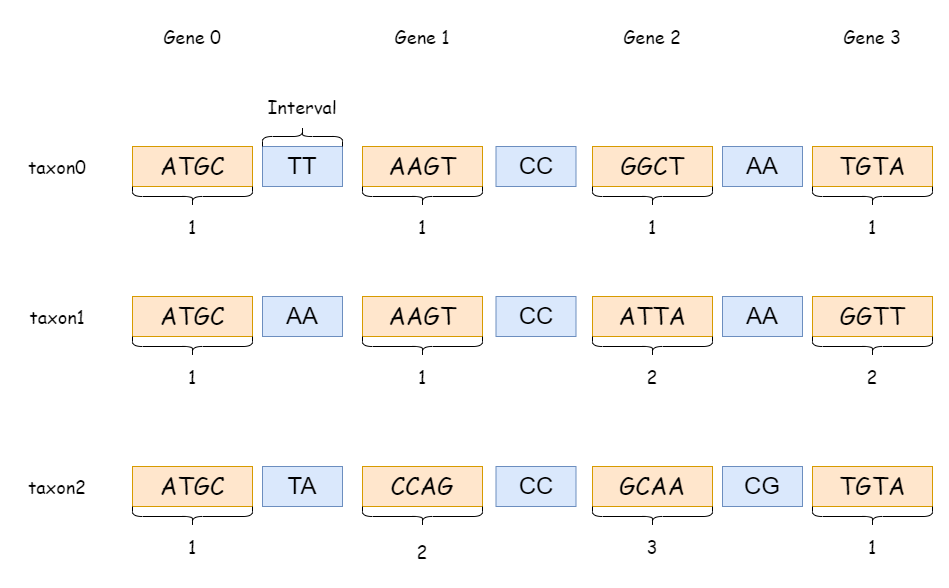 Gene 0 Gene 1 Gene 2 Gene 3
Interval
taxon0 ATGC TT AAGT CC GGCT AA TGTA
1 1 1 1
taxon1 ATGC AA AAGT CC ATTA AA GGTT
1 1 2 2
taxon2 ATGC TA CCAG CC GCAA CG TGTA
1 2 3 1